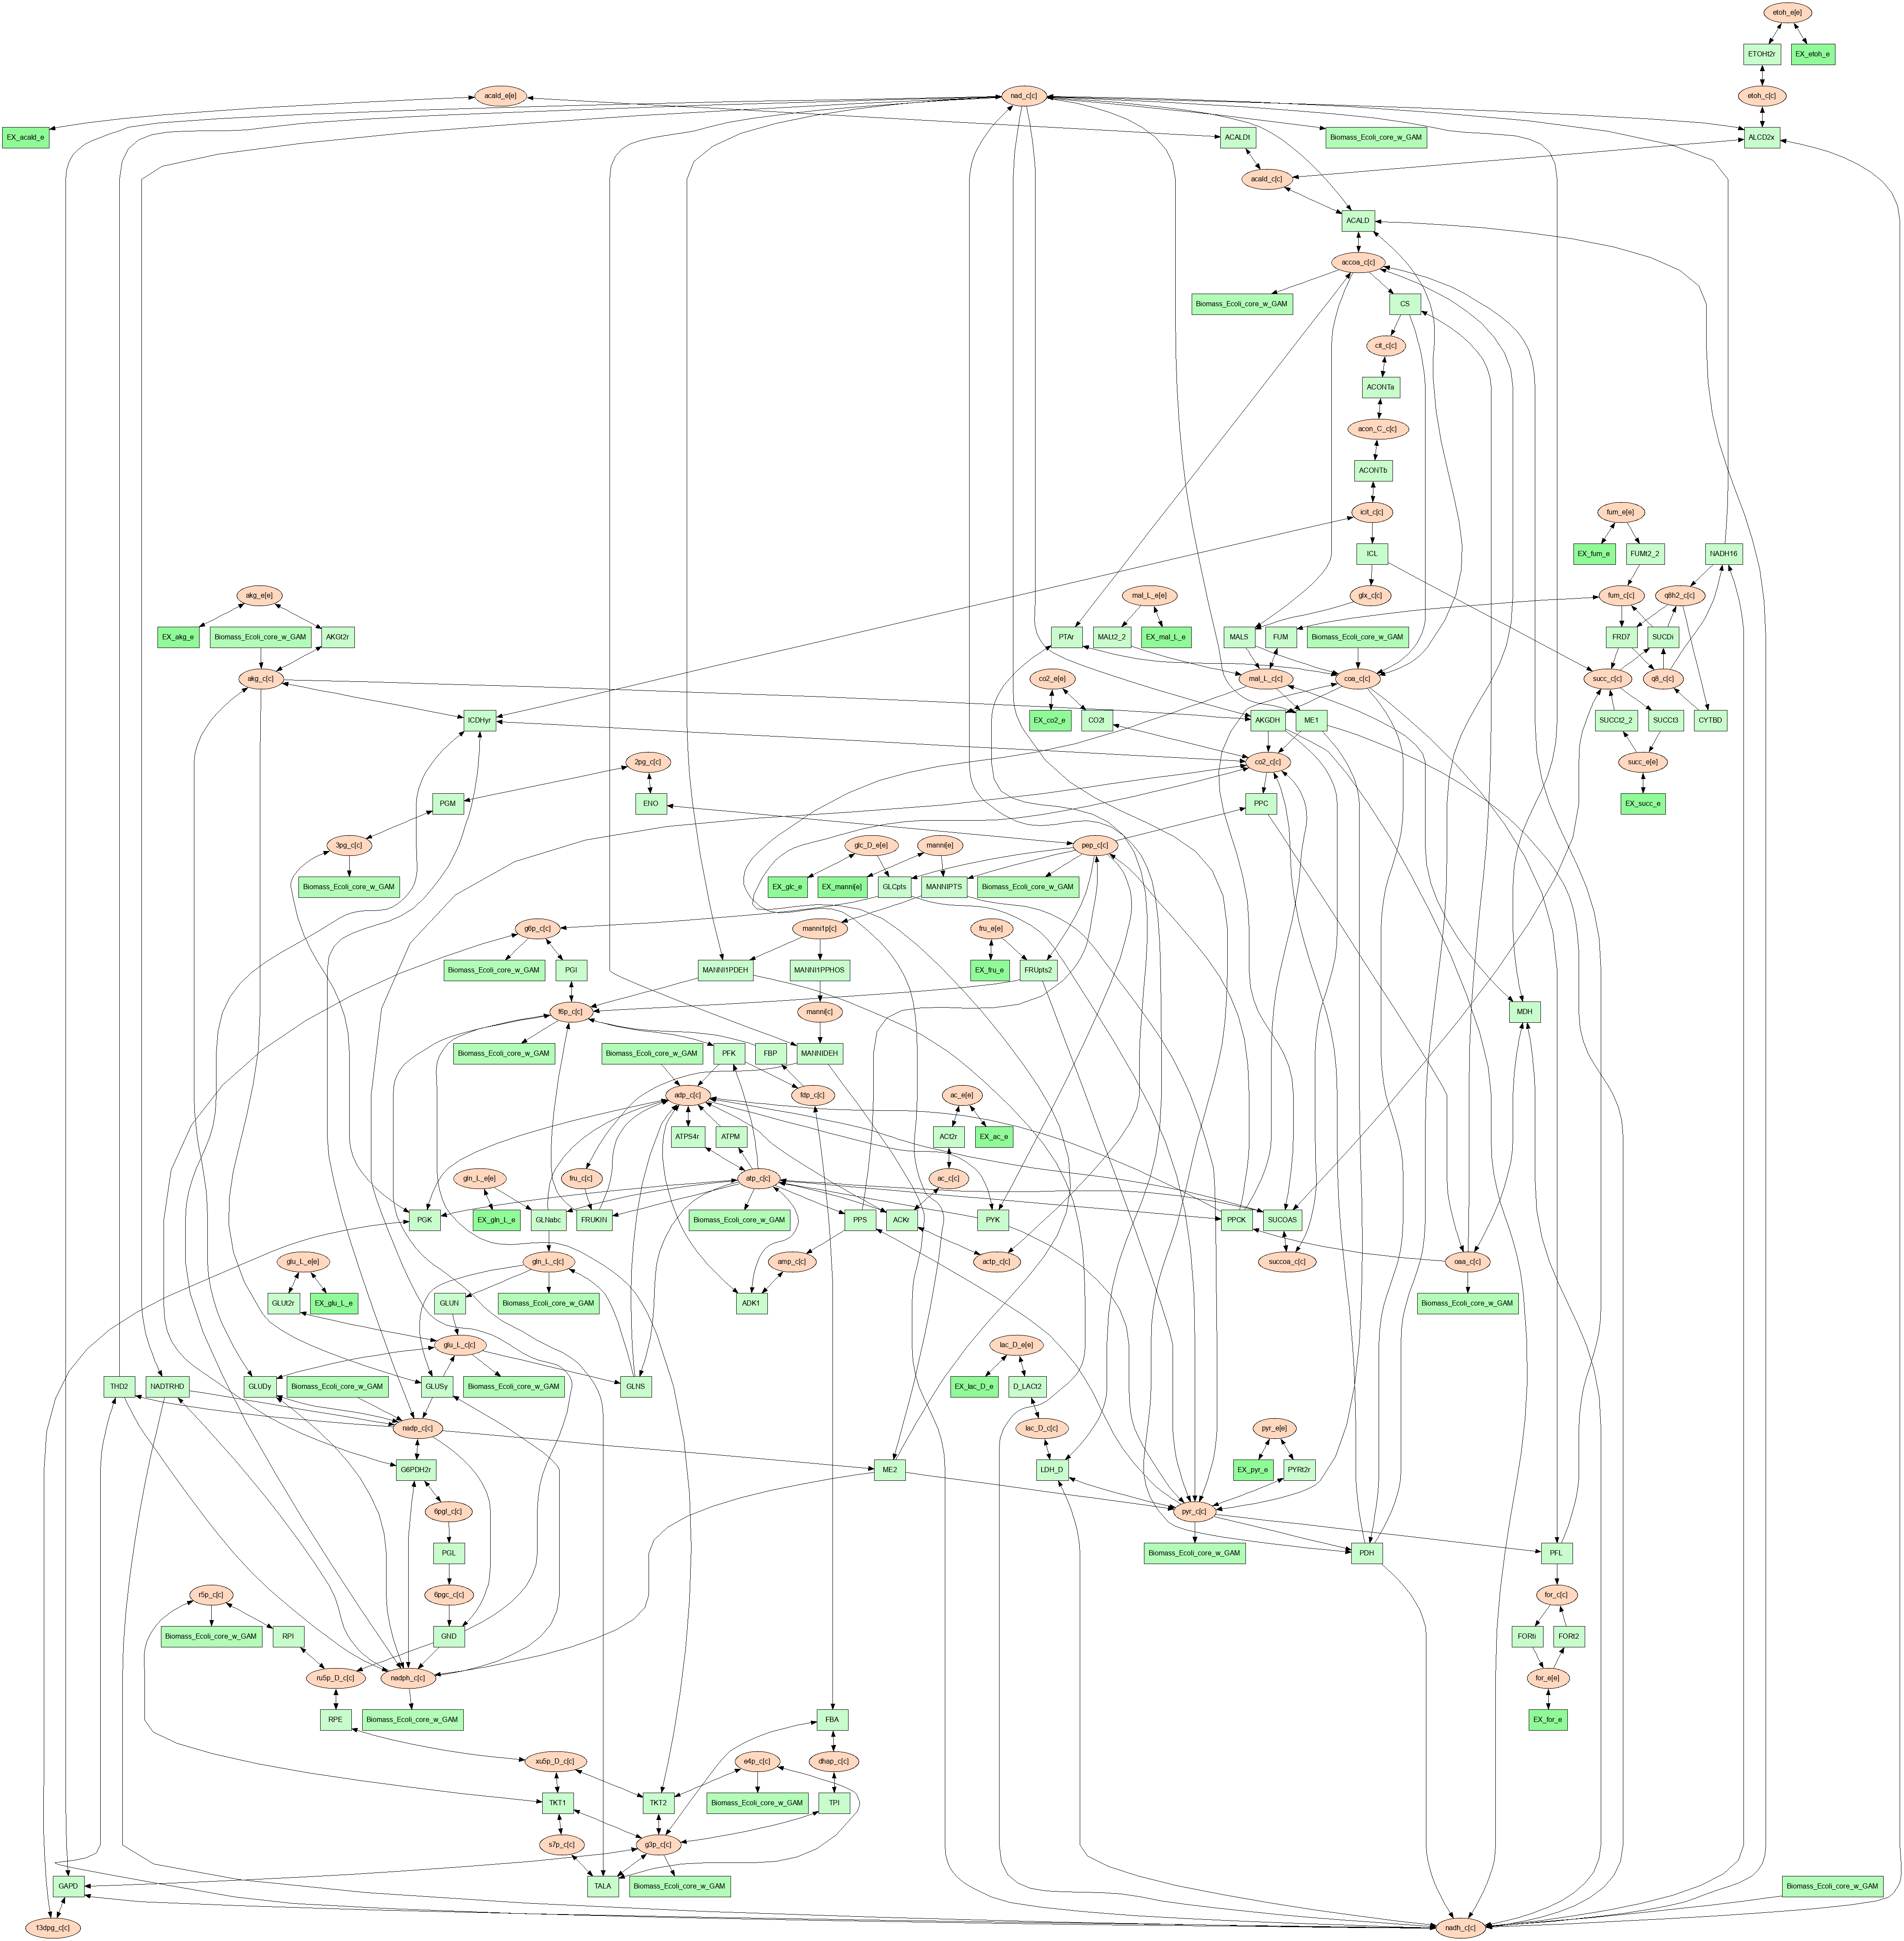 etoh_e[e]
ETOHt2r
EX_etoh_e
acald_e[e]
nad_c[c]
etoh_c[c]
EX_acald_e
ACALDt
Biomass_Ecoli_core_w_GAM
ALCD2x
acald_c[c]
ACALD
accoa_c[c]
Biomass_Ecoli_core_w_GAM
CS
cit_c[c]
ACONTa
acon_C_c[c]
ACONTb
icit_c[c]
fum_e[e]
ICL
EX_fum_e
FUMt2_2
NADH16
akg_e[e]
mal_L_e[e]
glx_c[c]
fum_c[c]
q8h2_c[c]
EX_akg_e
Biomass_Ecoli_core_w_GAM
AKGt2r
PTAr
MALt2_2
EX_mal_L_e
MALS
FUM
Biomass_Ecoli_core_w_GAM
FRD7
SUCDi
akg_c[c]
co2_e[e]
mal_L_c[c]
coa_c[c]
succ_c[c]
q8_c[c]
ICDHyr
EX_co2_e
CO2t
AKGDH
ME1
SUCCt2_2
SUCCt3
CYTBD
2pg_c[c]
co2_c[c]
succ_e[e]
PGM
ENO
PPC
EX_succ_e
3pg_c[c]
glc_D_e[e]
manni[e]
pep_c[c]
Biomass_Ecoli_core_w_GAM
EX_glc_e
EX_manni[e]
GLCpts
MANNIPTS
Biomass_Ecoli_core_w_GAM
g6p_c[c]
manni1p[c]
fru_e[e]
Biomass_Ecoli_core_w_GAM
PGI
MANNI1PDEH
MANNI1PPHOS
EX_fru_e
FRUpts2
f6p_c[c]
manni[c]
MDH
Biomass_Ecoli_core_w_GAM
Biomass_Ecoli_core_w_GAM
PFK
FBP
MANNIDEH
adp_c[c]
fdp_c[c]
ac_e[e]
ATPS4r
ATPM
ACt2r
EX_ac_e
gln_L_e[e]
fru_c[c]
atp_c[c]
ac_c[c]
PGK
EX_gln_L_e
GLNabc
FRUKIN
Biomass_Ecoli_core_w_GAM
PPS
ACKr
PYK
PPCK
SUCOAS
glu_L_e[e]
gln_L_c[c]
amp_c[c]
actp_c[c]
succoa_c[c]
oaa_c[c]
GLUt2r
EX_glu_L_e
GLUN
Biomass_Ecoli_core_w_GAM
ADK1
Biomass_Ecoli_core_w_GAM
glu_L_c[c]
lac_D_e[e]
THD2
NADTRHD
GLUDy
Biomass_Ecoli_core_w_GAM
GLUSy
Biomass_Ecoli_core_w_GAM
GLNS
EX_lac_D_e
D_LACt2
nadp_c[c]
lac_D_c[c]
pyr_e[e]
G6PDH2r
ME2
LDH_D
EX_pyr_e
PYRt2r
6pgl_c[c]
pyr_c[c]
PGL
Biomass_Ecoli_core_w_GAM
PDH
PFL
r5p_c[c]
6pgc_c[c]
for_c[c]
Biomass_Ecoli_core_w_GAM
RPI
GND
FORti
FORt2
ru5p_D_c[c]
nadph_c[c]
for_e[e]
RPE
Biomass_Ecoli_core_w_GAM
FBA
EX_for_e
xu5p_D_c[c]
e4p_c[c]
dhap_c[c]
TKT1
TKT2
Biomass_Ecoli_core_w_GAM
TPI
s7p_c[c]
g3p_c[c]
GAPD
TALA
Biomass_Ecoli_core_w_GAM
Biomass_Ecoli_core_w_GAM
13dpg_c[c]
nadh_c[c]